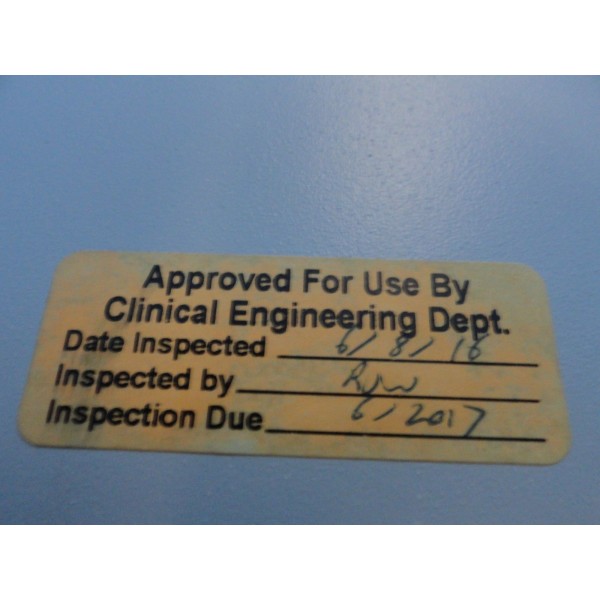 Approved For Use By
Clinical Engineering Dept.
Date Inspected 6/8/16
Inspected by
Inspection Due 6/2017